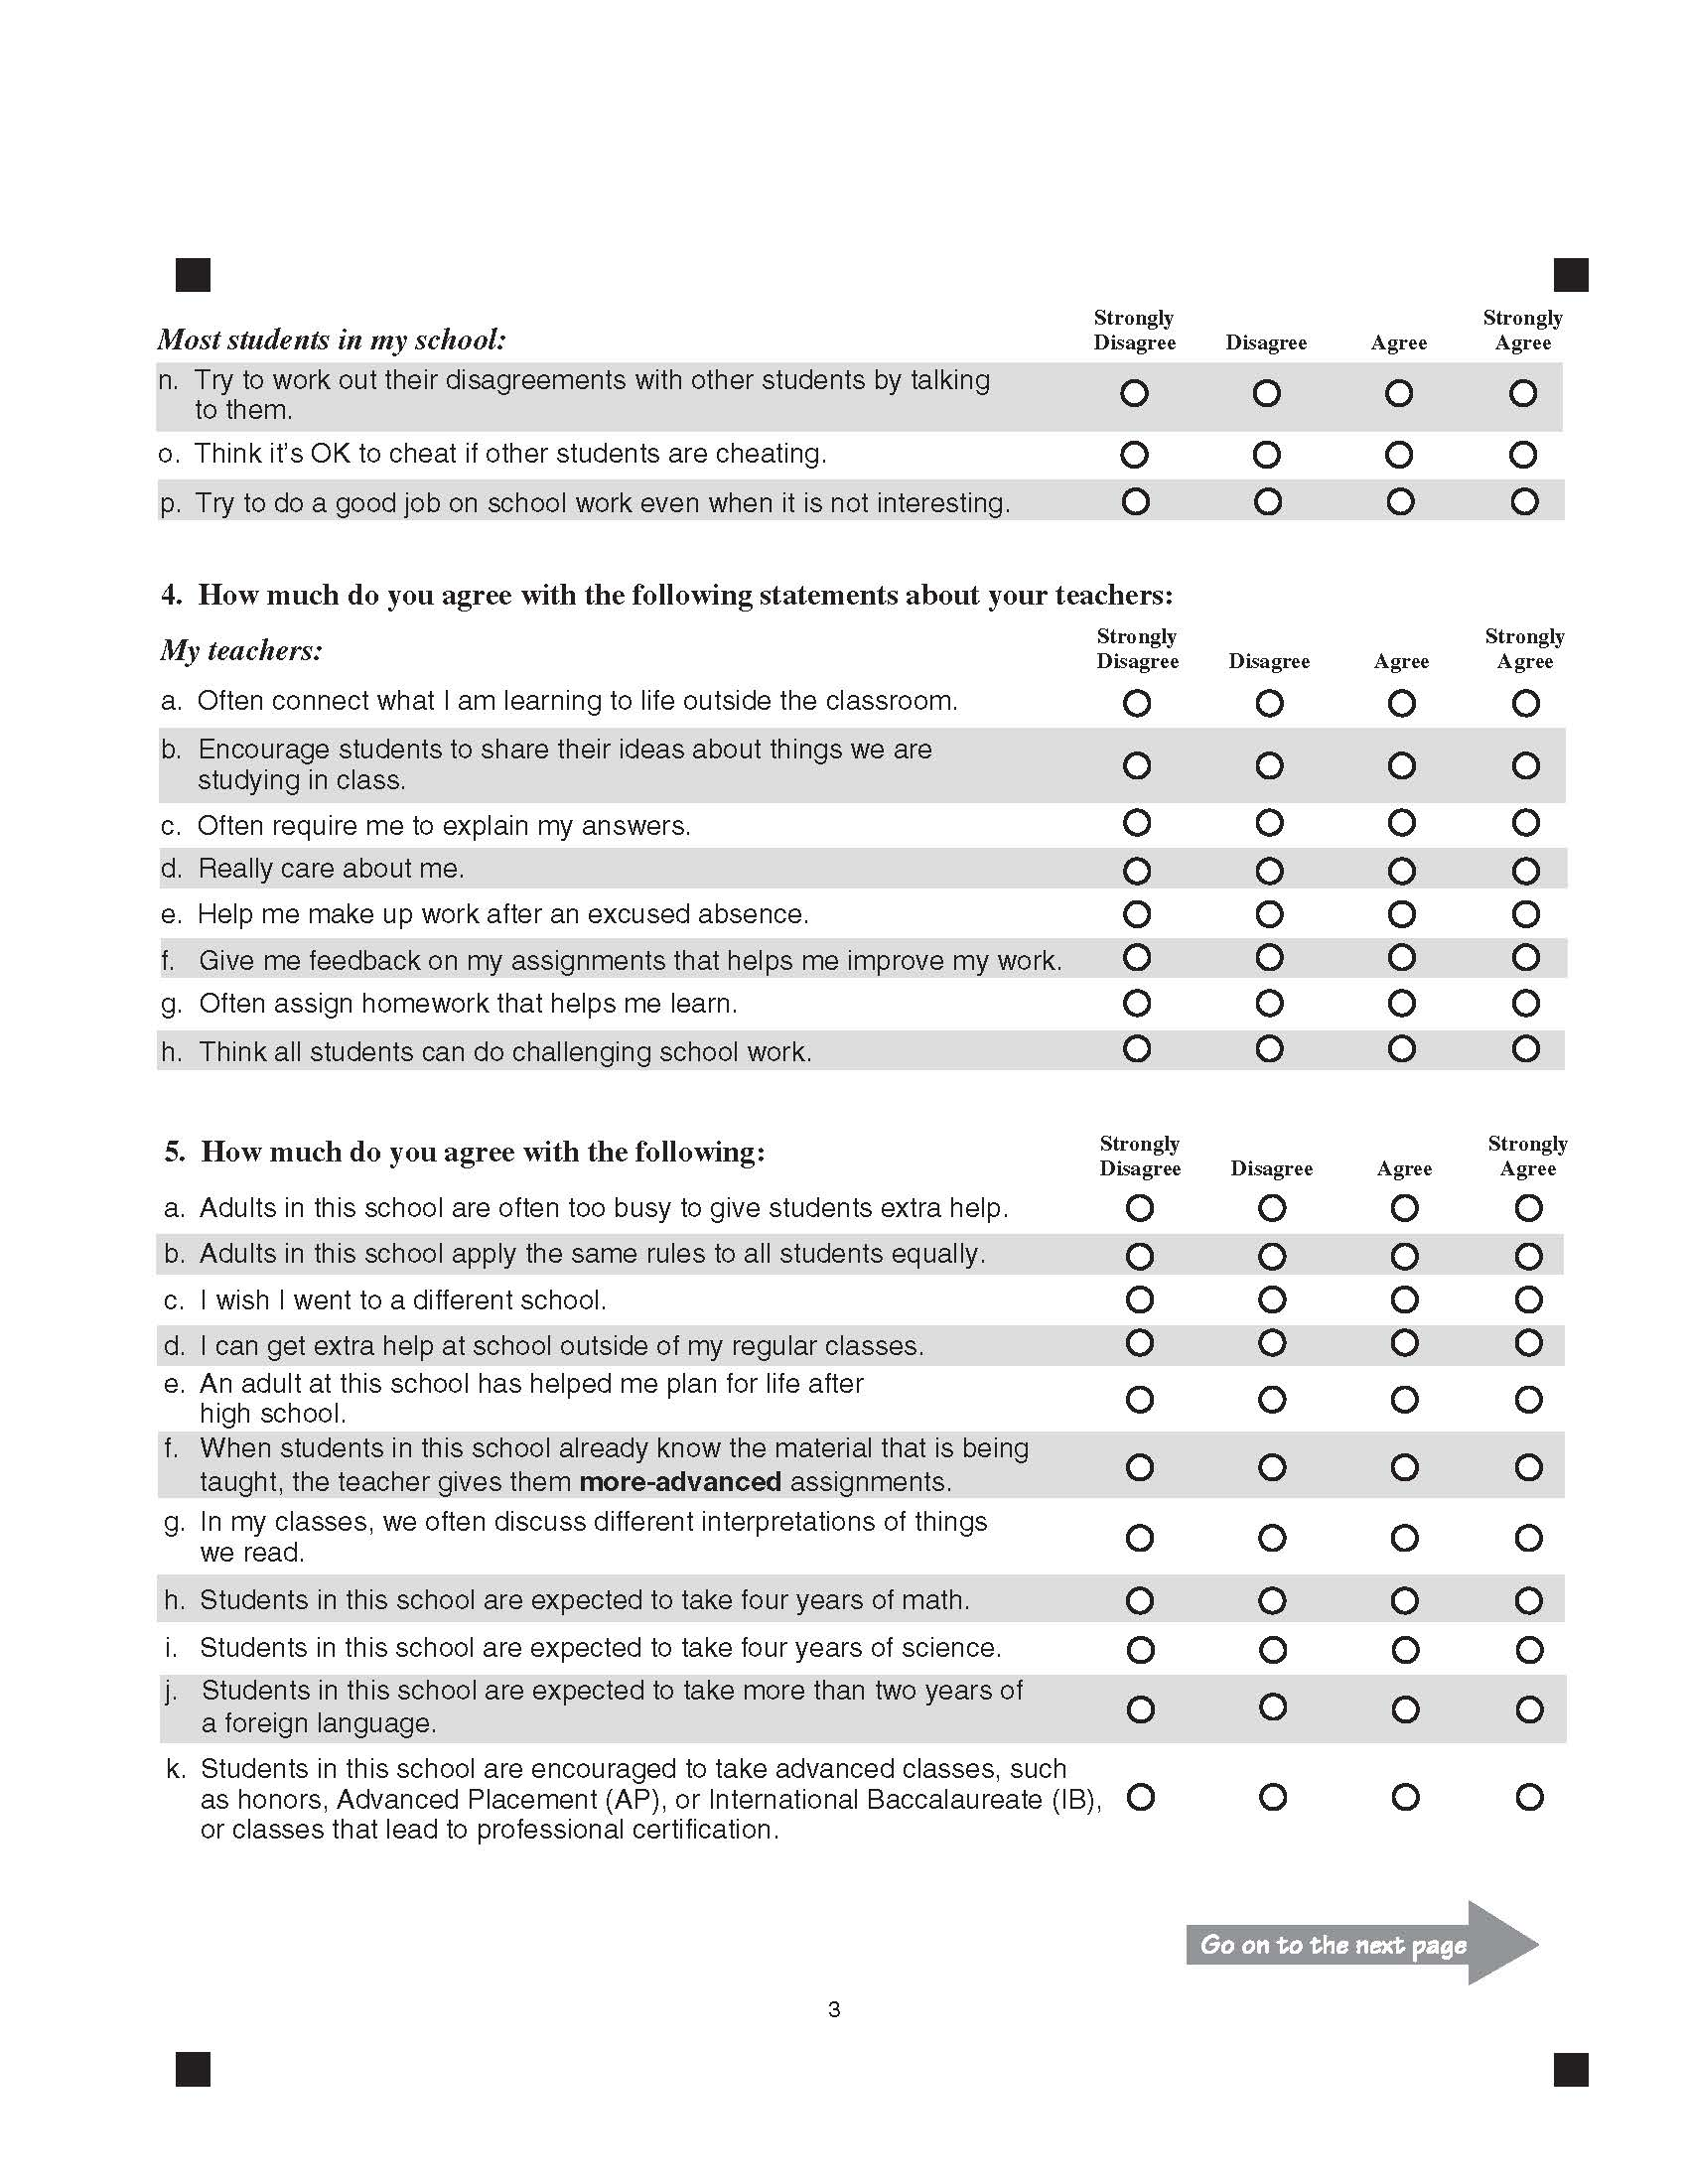 Most students in my school:
Strongly Disagree
Disagree
Agree
Strongly Agree
n. Try to work out their disagreements with other students by talking
to them.
o. Think it's OK to cheat if other students are cheating.
p. Try to do a good job on school work even when it is not interesting.
4. How much do you agree with the following statements about your teachers:
My teachers:
Strongly Disagree
Disagree
Agree
Strongly Agree
a. Often connect what I am learning to life outside the classroom.
b. Encourage students to share their ideas about things we are
studying in class.
c. Often require me to explain my answers.
d. Really care about me.
e. Help me make up work after an excused absence.
f. Give me feedback on my assignments that helps me improve my work.
g. Often assign homework that helps me learn.
h. Think all students can do challenging school work.
5. How much do you agree with the following:
Strongly Disagree
Disagree
Agree
Strongly Agree
a. Adults in this school are often too busy to give students extra help.
b. Adults in this school apply the same rules to all students equally.
c. I wish I went to a different school.
d. I can get extra help at school outside of my regular classes.
e. An adult at this school has helped me plan for life after
high school.
f. When students in this school already know the material that is being
taught, the teacher gives them more-advanced assignments.
g. In my classes, we often discuss different interpretations of things
we read.
h. Students in this school are expected to take four years of math.
i. Students in this school are expected to take four years of science.
j. Students in this school are expected to take more than two years of
a foreign language.
k. Students in this school are encouraged to take advanced classes, such
as honors, Advanced Placement (AP), or International Baccalaureate (IB),
or classes that lead to professional certification.
Go on to the next page
3